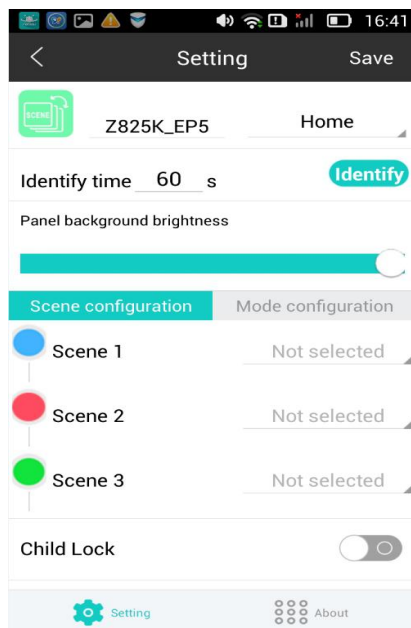 16:41
Setting Save
SCENE
Z825K_EP5 Home
Identify time 60 s Identify
Panel background brightness
Scene configuration Mode configuration
Scene 1 Not selected
Scene 2 Not selected
Scene 3 Not selected
Child Lock
Setting About